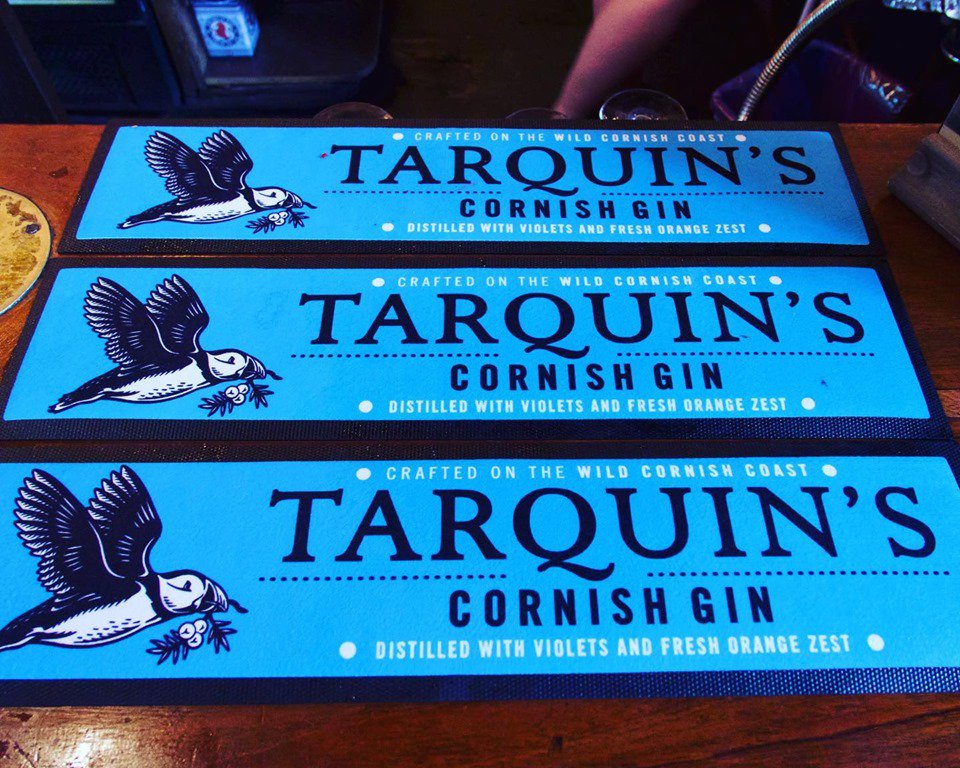 CRAFTED ON THE WILD CORNISH COAST
TARQUIN'S
CORNISH GIN
DISTILLED WITH VIOLETS AND FRESH ORANGE ZEST
CRAFTED ON THE WILD CORNISH COAST
TARQUIN'S
CORNISH GIN
DISTILLED WITH VIOLETS AND FRESH ORANGE ZEST
CRAFTED ON THE WILD CORNISH COAST
TARQUIN'S
CORNISH GIN
DISTILLED WITH VIOLETS AND FRESH ORANGE ZEST